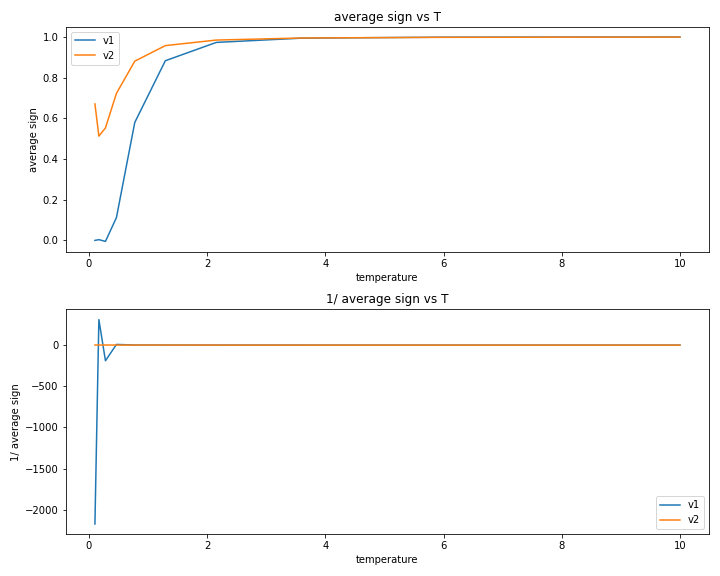 average sign vs T
v1
v2
1.0
0.8
0.6
0.4
0.2
0.0
average sign
0 2 4 6 8 10
temperature
1/ average sign vs T
0
−500
−1000
−1500
−2000
1/ average sign
v1
v2
0 2 4 6 8 10
temperature